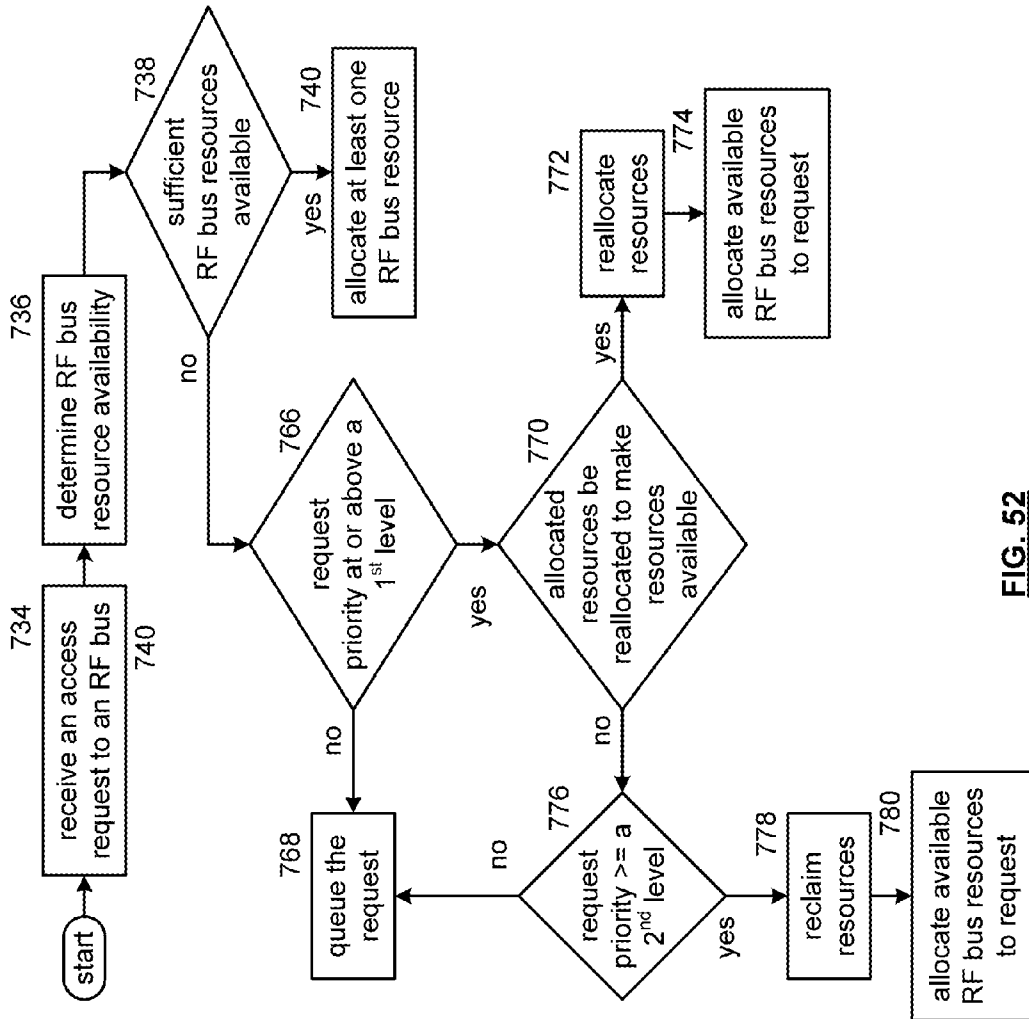 start
734
receive an access
request to an RF bus
740
736
determine RF bus
resource availability
738
sufficient
RF bus resources
available
no
yes
740
allocate at least one
RF bus resource
766
request
priority at or above a
1st level
no
yes
768
queue the
request
770
allocated
resources be
reallocated to make
resources
available
no
yes
772
reallocate
resources
774
allocate available
RF bus resources
to request
776
request
priority >= a
2nd level
no
yes
778
reclaim
resources
780
allocate available
RF bus resources
to request
FIG. 52